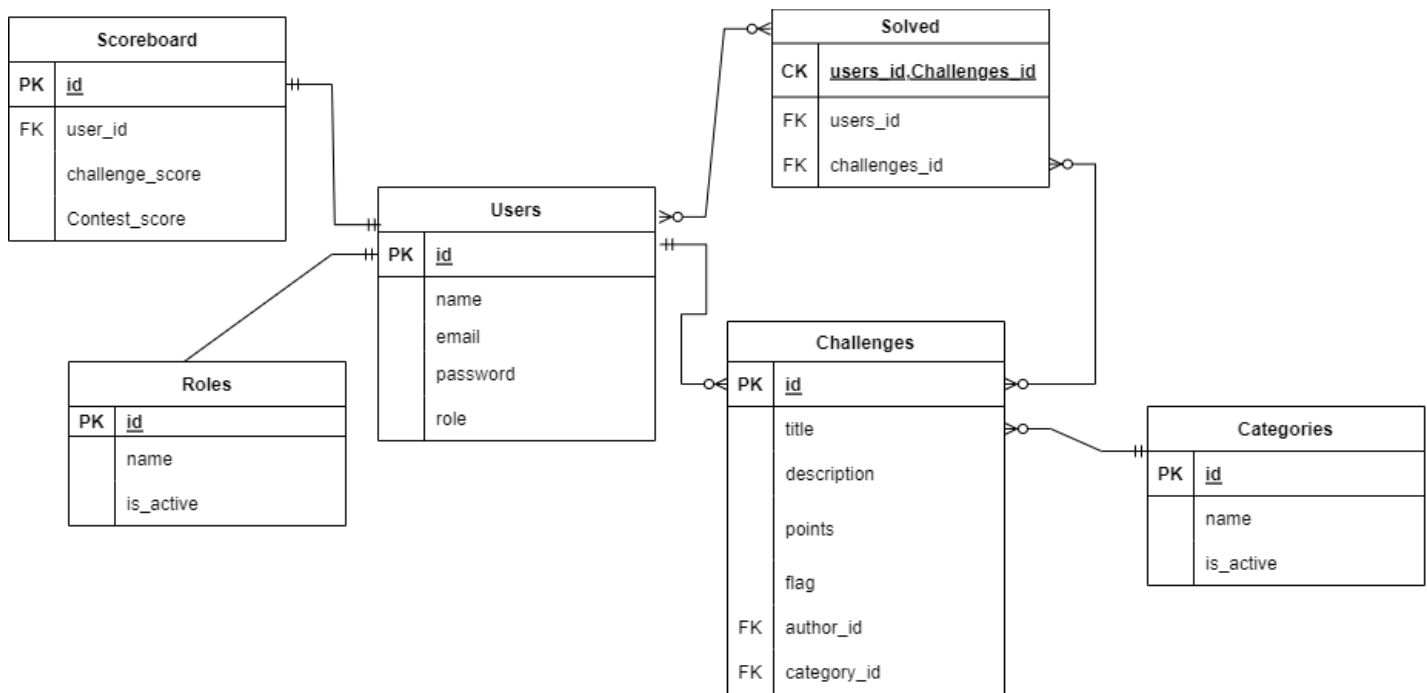 Scoreboard
PK id
FK user_id
challenge_score
Contest_score
Solved
CK users_id,Challenges_id
FK users_id
FK challenges_id
Users
PK id
name
email
password
role
Roles
PK id
name
is_active
Challenges
PK id
title
description
points
flag
FK author_id
FK category_id
Categories
PK id
name
is_active